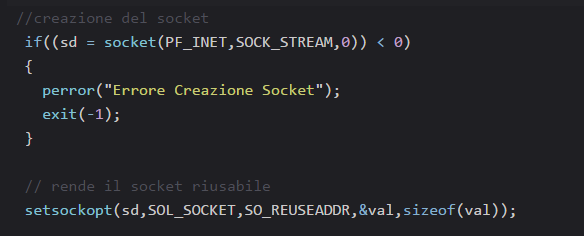 //creazione del socket
if((sd = socket(PF_INET,SOCK_STREAM,0)) < 0)
{
perror("Errore Creazione Socket");
exit(-1);
}
// rende il socket riusabile
setsockopt(sd,SOL_SOCKET,SO_REUSEADDR,&val,sizeof(val));